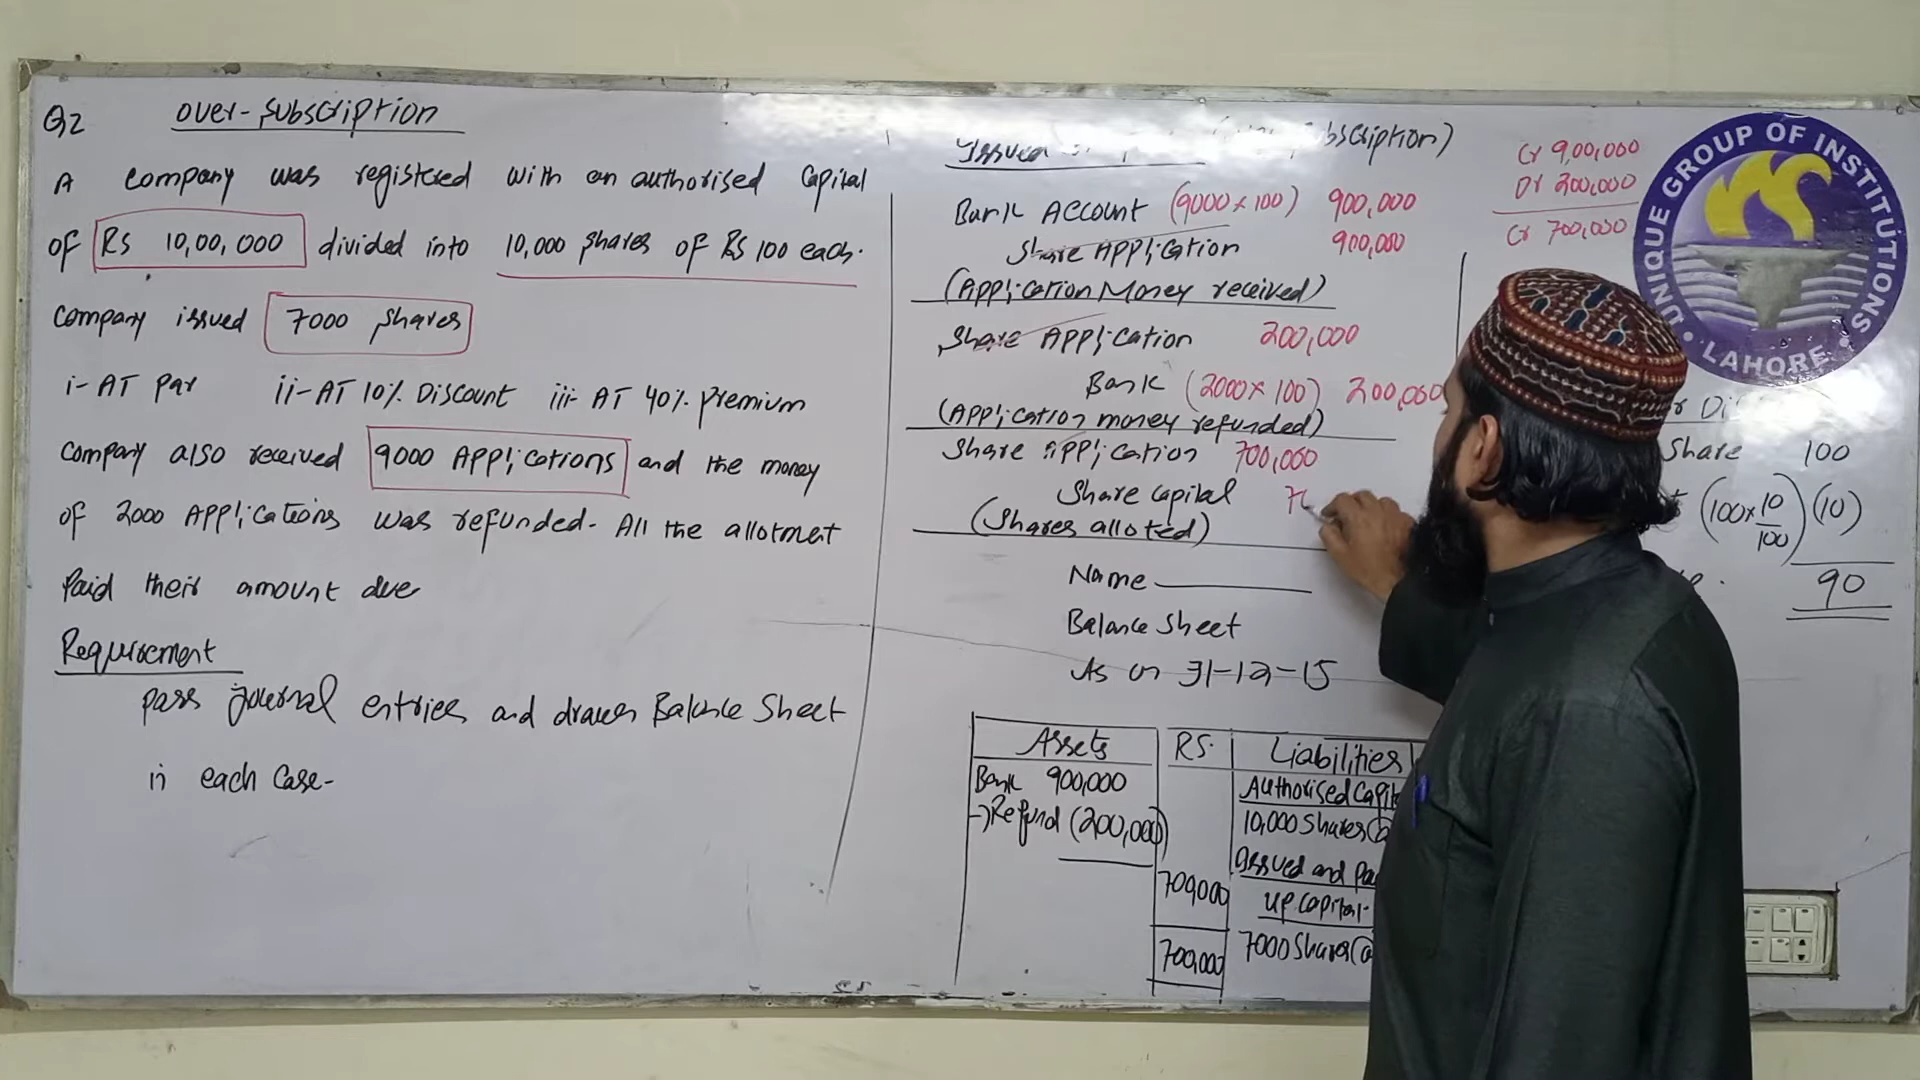 Q2 Over-Subscription
A Company was registered with an authorised Capital
of RS 10,00,000 divided into 10,000 shares of RS 100 each.
Company issued 7000 shares
i- AT Par ii- AT 10% Discount iii- AT 40% Premium
Company also received 9000 Applications and the money
of 2000 Applications was refunded- All the allotment
Paid their amount due
Requirement
pass journal entries and drawn Balance Sheet
in each Case-
Issued
Bank Account (9000 x 100) 900,000
Share Application 900,000
(Application Money received)
Share Application 200,000
Bank (2000 x 100) 200,000
(Application money refunded)
Share Application 700,000
Share Capital
(Shares alloted)
Name
Balance Sheet
As on 31-12-15
Assets RS. Liabilities
Bank 900,000
-) Refund (200,000)
700,000
700,000
10,000 Shares
Issued and
up Capital-
7000 Shares
Cr 9,00,000
Dr 200,000
Cr 700,000
Share 100
(100 x 10/100) (10)
90
UNIQUE GROUP OF INSTITUTIONS
LAHORE